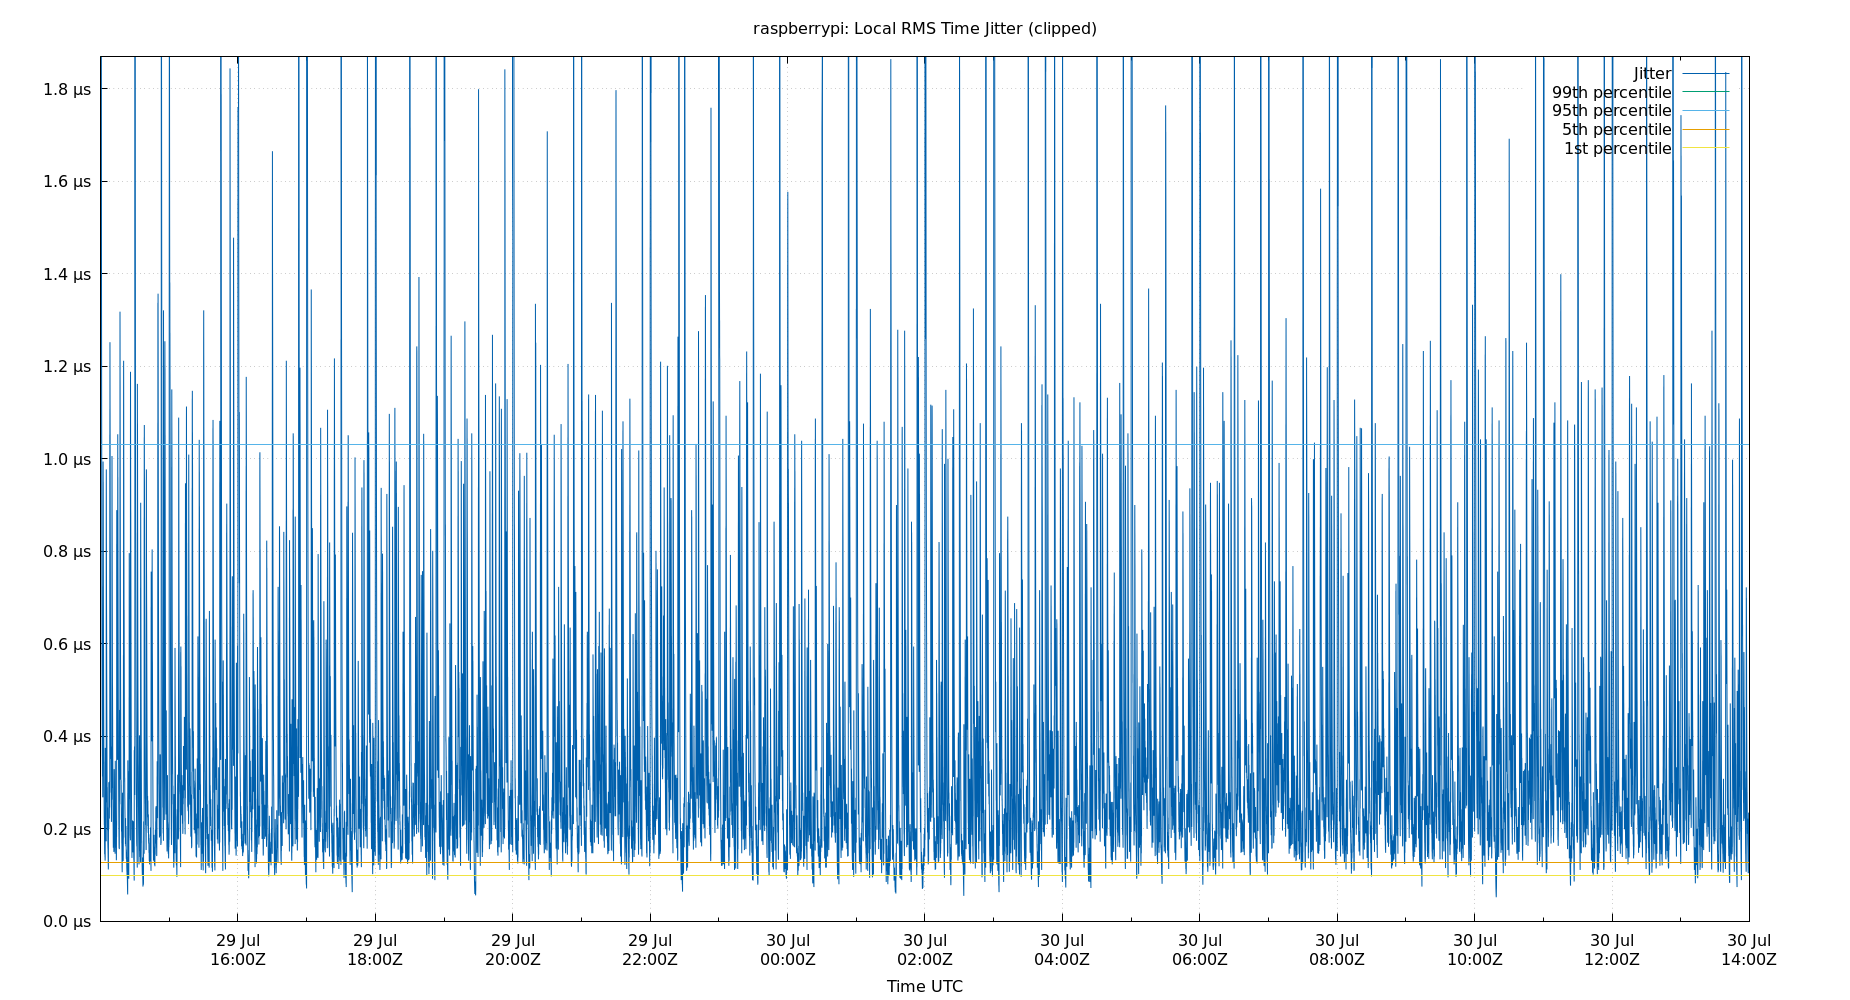 raspberrypi: Local RMS Time Jitter (clipped)
Jitter
99th percentile
95th percentile
5th percentile
1st percentile
1.8 µs
1.6 µs
1.4 µs
1.2 µs
1.0 µs
0.8 µs
0.6 µs
0.4 µs
0.2 µs
0.0 µs
29 Jul 29 Jul 29 Jul 29 Jul 30 Jul 30 Jul 30 Jul 30 Jul 30 Jul 30 Jul 30 Jul 30 Jul
16:00Z 18:00Z 20:00Z 22:00Z 00:00Z 02:00Z 04:00Z 06:00Z 08:00Z 10:00Z 12:00Z 14:00Z
Time UTC